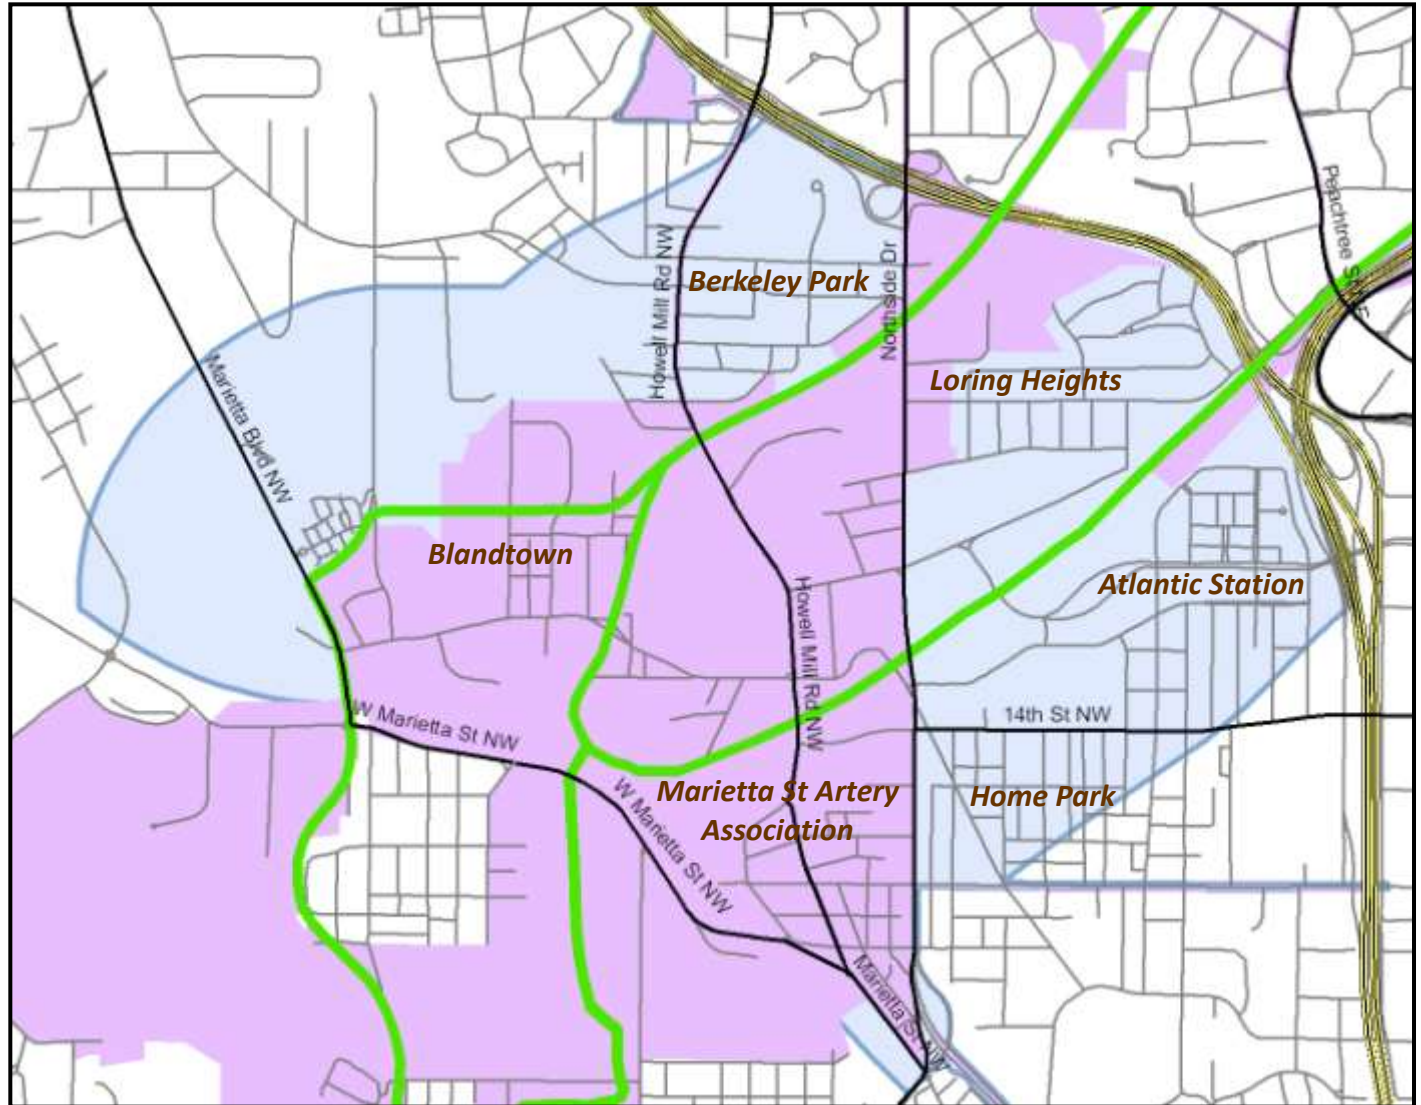 Peachtree St NE
Howell Mill Rd NW
Berkeley Park
Northside Dr
Marietta Blvd NW
Loring Heights
Blandtown
Atlantic Station
Howell Mill Rd NW
W Marietta St NW
14th St NW
W Marietta St NW
Marietta St Artery
Association
Home Park
Marietta St NW